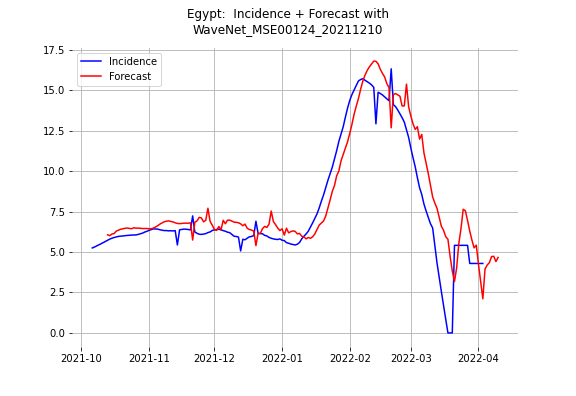 Egypt:  Incidence + Forecast with
WaveNet_MSE00124_20211210
17.5
15.0
12.5
10.0
7.5
5.0
2.5
0.0
Incidence
Forecast
2021-10 2021-11 2021-12 2022-01 2022-02 2022-03 2022-04